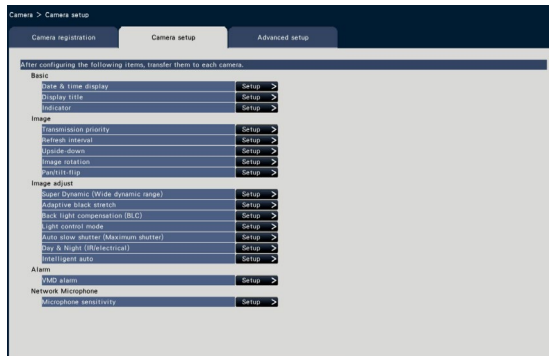 Camera > Camera setup
Camera registration Camera setup Advanced setup
After configuring the following items, transfer them to each camera.
Basic
Date & time display Setup >
Display title Setup >
Indicator Setup >
Image
Transmission priority Setup >
Refresh interval Setup >
Upside-down Setup >
Image rotation Setup >
Pan/tilt-flip Setup >
Image adjust
Super Dynamic (Wide dynamic range) Setup >
Adaptive black stretch Setup >
Back light compensation (BLC) Setup >
Light control mode Setup >
Auto slow shutter (Maximum shutter) Setup >
Day & Night (IR/electrical) Setup >
Intelligent auto Setup >
Alarm
VMD alarm Setup >
Network Microphone
Microphone sensitivity Setup >